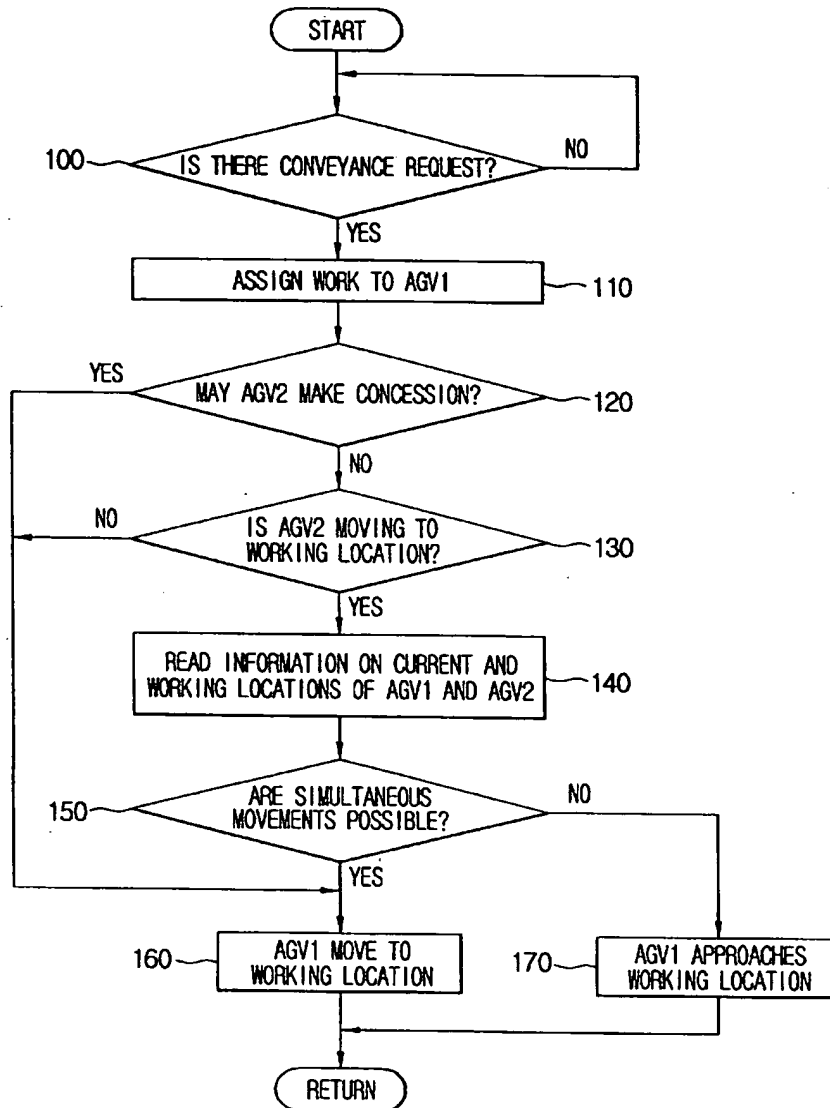 START
100
IS THERE CONVEYANCE REQUEST?
NO
YES
ASSIGN WORK TO AGV1
110
YES
MAY AGV2 MAKE CONCESSION?
120
NO
NO
IS AGV2 MOVING TO
WORKING LOCATION?
130
YES
READ INFORMATION ON CURRENT AND
WORKING LOCATIONS OF AGV1 AND AGV2
140
150
ARE SIMULTANEOUS
MOVEMENTS POSSIBLE?
NO
YES
160
AGV1 MOVE TO
WORKING LOCATION
170
AGV1 APPROACHES
WORKING LOCATION
RETURN